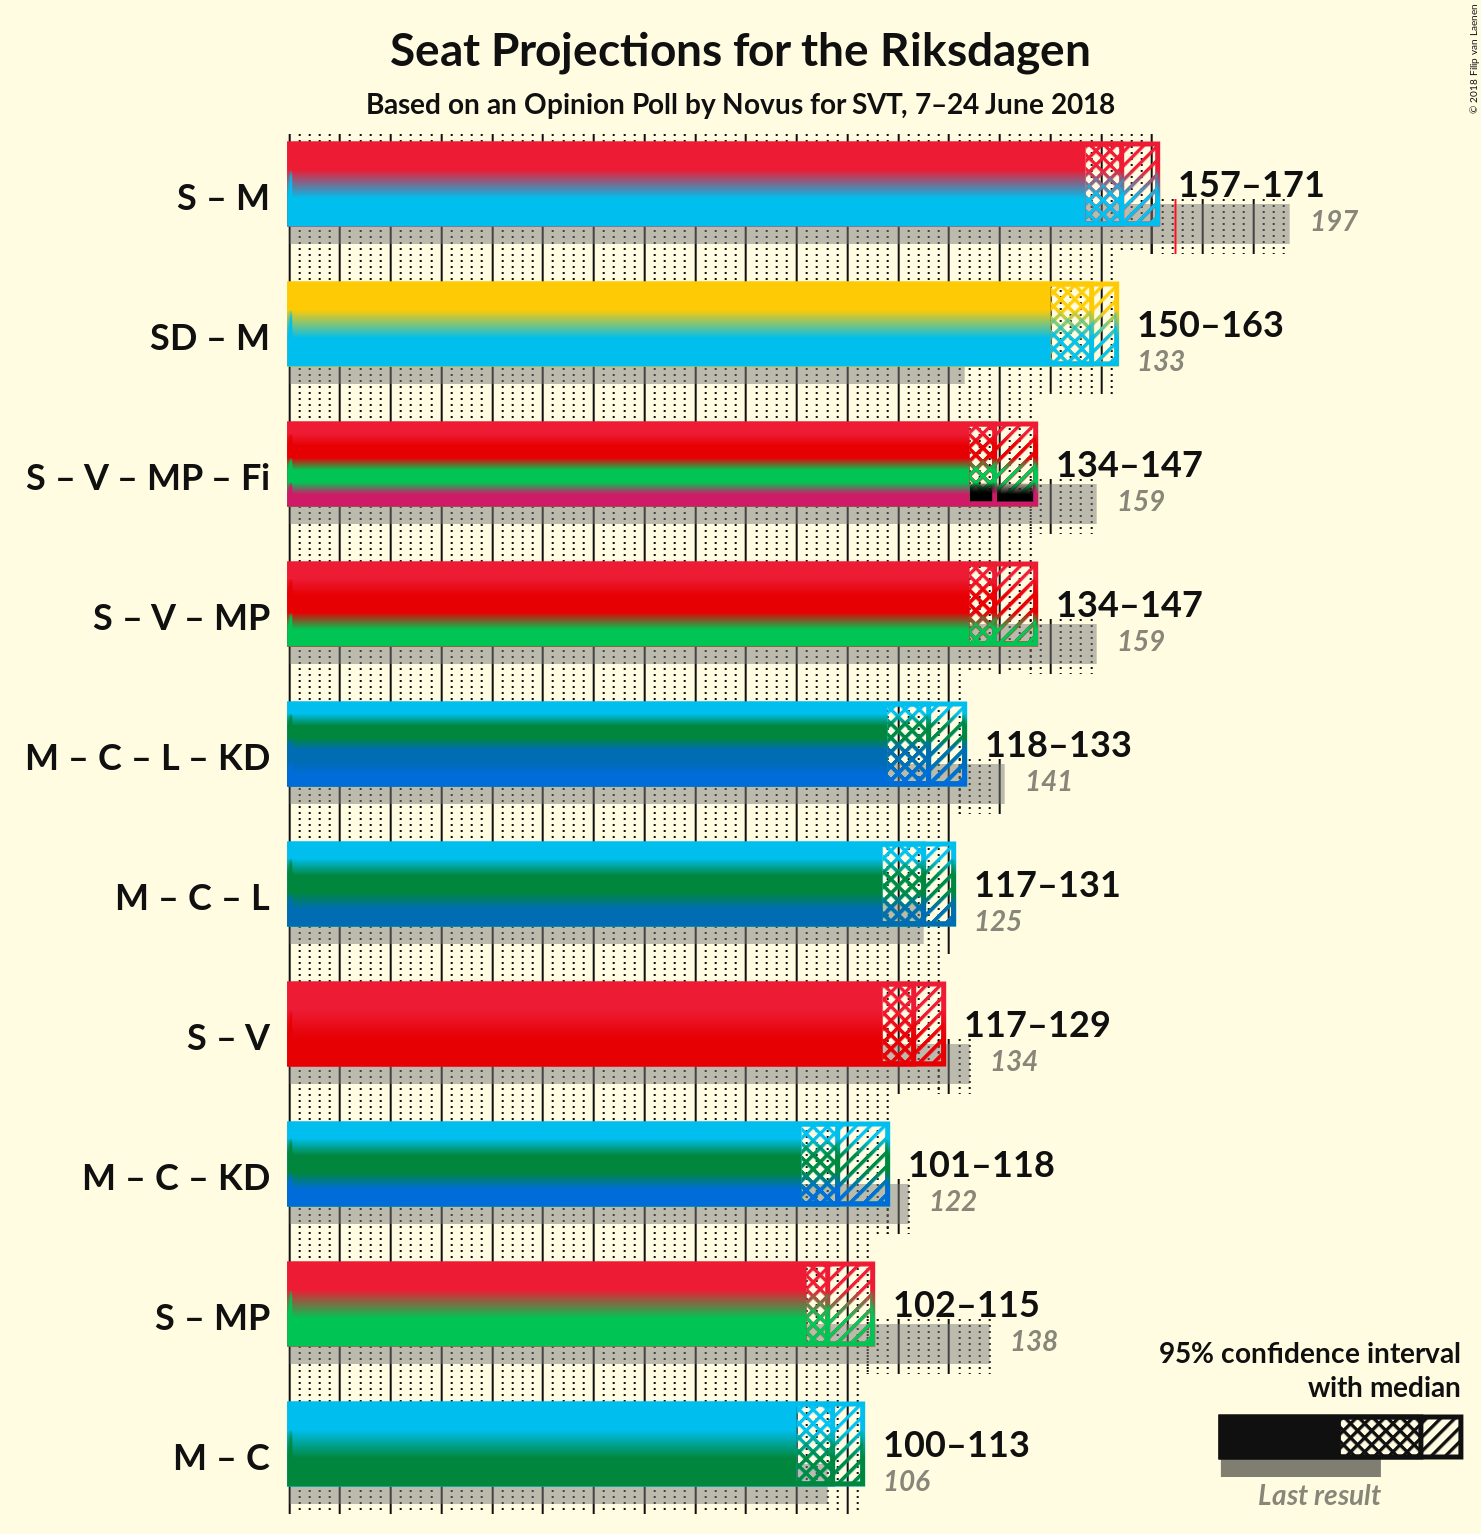 Seat Projections for the Riksdagen
Based on an Opinion Poll by Novus for SVT, 7–24 June 2018
© 2018 Filip van Laenen
S – M
157–171
197
SD – M
150–163
133
S – V – MP – Fi
134–147
159
S – V – MP
134–147
159
M – C – L – KD
118–133
141
M – C – L
117–131
125
S – V
117–129
134
M – C – KD
101–118
122
S – MP
102–115
138
M – C
100–113
106
95% confidence interval
with median
Last result